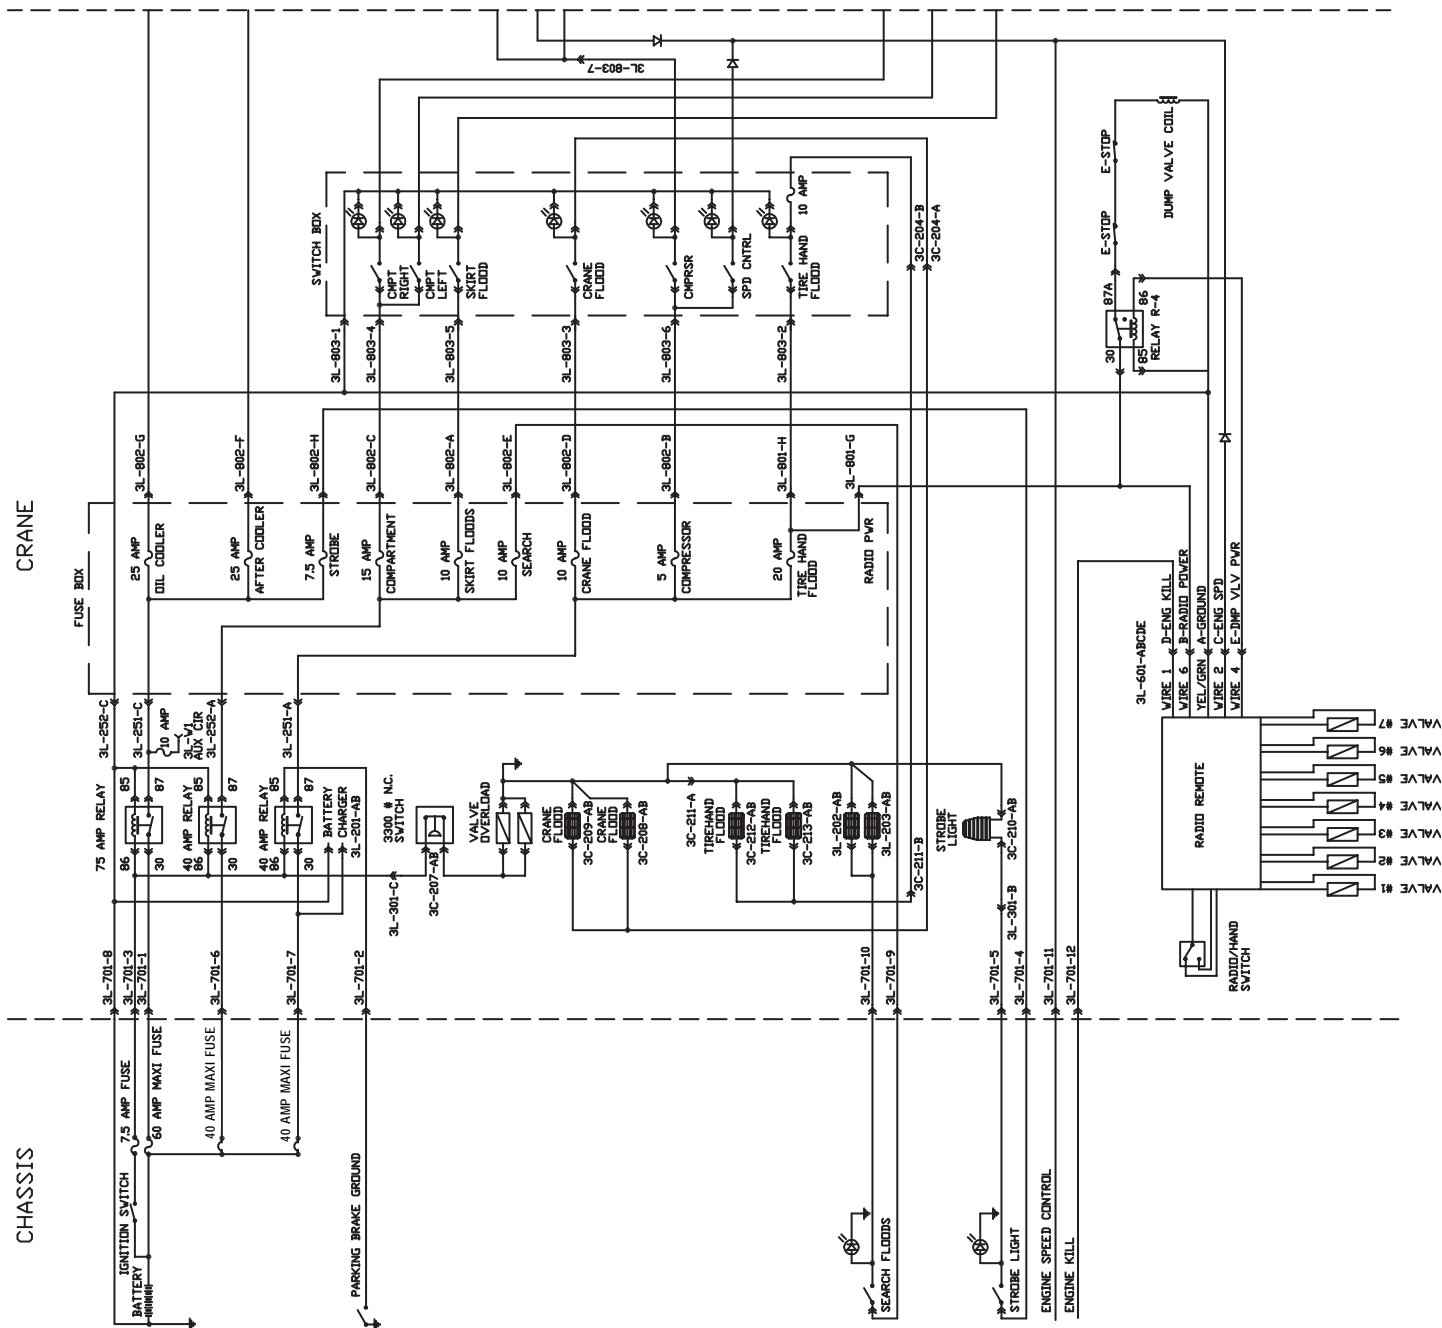 3L-803-7
SWITCH BOX
CMPT RIGHT
CMPT LEFT
SKIRT FLOOD
CRANE FLOOD
CMPRSR
SPD CNTRL
TIRE HAND FLOOD
10 AMP
3C-204-B
3C-204-A
E-STOP
E-STOP
DUMP VALVE COIL
87A
86
30
85
RELAY R-4
3L-803-1
3L-803-4
3L-803-5
3L-803-3
3L-803-6
3L-803-2
CRANE
3L-802-G
3L-802-F
3L-802-H
3L-802-C
3L-802-A
3L-802-E
3L-802-D
3L-802-B
3L-801-H
3L-801-G
FUSE BOX
25 AMP
OIL COOLER
25 AMP
AFTER COOLER
7.5 AMP
STROBE
15 AMP
COMPARTMENT
10 AMP
SKIRT FLOODS
10 AMP
SEARCH
10 AMP
CRANE FLOOD
5 AMP
COMPRESSOR
20 AMP
TIRE HAND FLOOD
RADIO PWR
3L-252-C
3L-251-C
10 AMP
3L-W1
AUX CIR
3L-252-A
3L-251-A
75 AMP RELAY
85
87
86
30
40 AMP RELAY
85
87
86
30
40 AMP RELAY
85
87
86
30
BATTERY CHARGER
3L-201-AB
3300 # N.C. SWITCH
3C-207-AB
3L-301-C
VALVE OVERLOAD
CRANE FLOOD
3C-209-AB
CRANE FLOOD
3C-208-AB
3C-211-A
TIREHAND FLOOD
3C-212-AB
TIREHAND FLOOD
3C-213-AB
3L-202-AB
3L-203-AB
3C-211-B
STROBE LIGHT
3C-210-AB
3L-301-B
3L-601-ABCDE
WIRE 1 D-ENG KILL
WIRE 6 B-RADIO POWER
YEL/GRN A-GROUND
WIRE 2 C-ENG SPD
WIRE 4 E-DMP VLV PWR
RADIO REMOTE
VALVE #7
VALVE #6
VALVE #5
VALVE #4
VALVE #3
VALVE #2
VALVE #1
RADIO/HAND SWITCH
3L-701-8
3L-701-3
3L-701-1
3L-701-6
3L-701-7
3L-701-2
3L-701-10
3L-701-9
3L-701-5
3L-701-4
3L-701-11
3L-701-12
CHASSIS
7.5 AMP FUSE
60 AMP MAXI FUSE
40 AMP MAXI FUSE
40 AMP MAXI FUSE
IGNITION SWITCH
BATTERY
PARKING BRAKE GROUND
SEARCH FLOODS
STROBE LIGHT
ENGINE SPEED CONTROL
ENGINE KILL